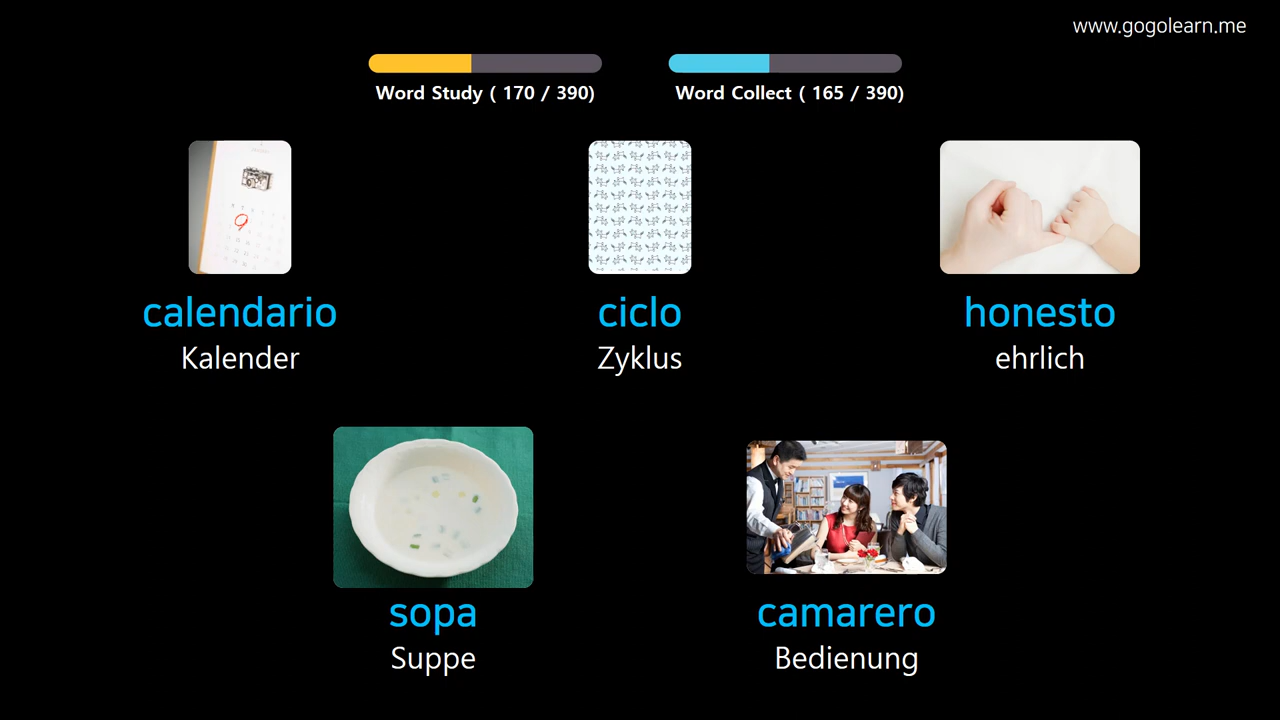 www.gogolearn.me
Word Study ( 170 / 390)
Word Collect ( 165 / 390)
calendario
Kalender
ciclo
Zyklus
honesto
ehrlich
sopa
Suppe
camarero
Bedienung